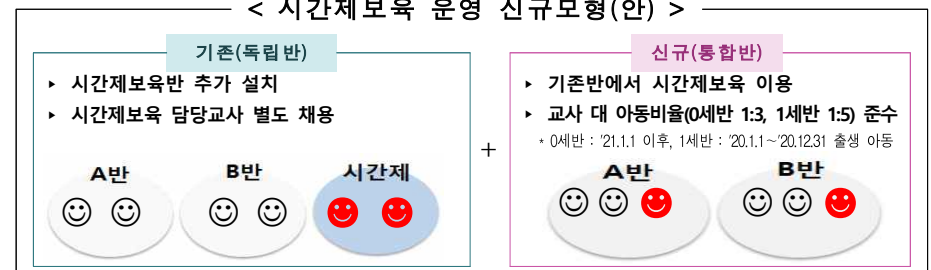 < 시간제보육 운영 신규모형(안) >
기존(독립반)
▸ 시간제보육반 추가 설치
▸ 시간제보육 담당교사 별도 채용
A반 B반 시간제
+
신규(통합반)
▸ 기존반에서 시간제보육 이용
▸ 교사 대 아동비율(0세반 1:3, 1세반 1:5) 준수
* 0세반 : '21.1.1 이후, 1세반 : '20.1.1~'20.12.31 출생 아동
A반 B반